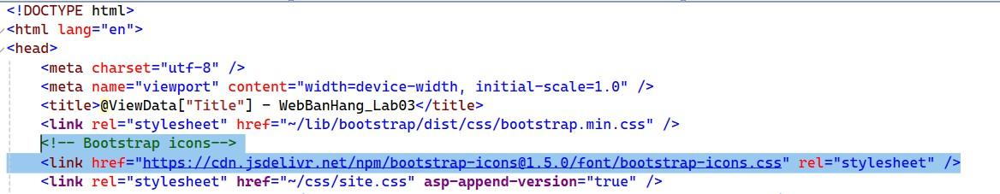 <!DOCTYPE html>
<html lang="en">
<head>
    <meta charset="utf-8" />
    <meta name="viewport" content="width=device-width, initial-scale=1.0" />
    <title>@ViewData["Title"] - WebBanHang_Lab03</title>
    <link rel="stylesheet" href="~/lib/bootstrap/dist/css/bootstrap.min.css" />
    <!-- Bootstrap icons-->
    <link href="https://cdn.jsdelivr.net/npm/bootstrap-icons@1.5.0/font/bootstrap-icons.css" rel="stylesheet" />
    <link rel="stylesheet" href="~/css/site.css" asp-append-version="true" />